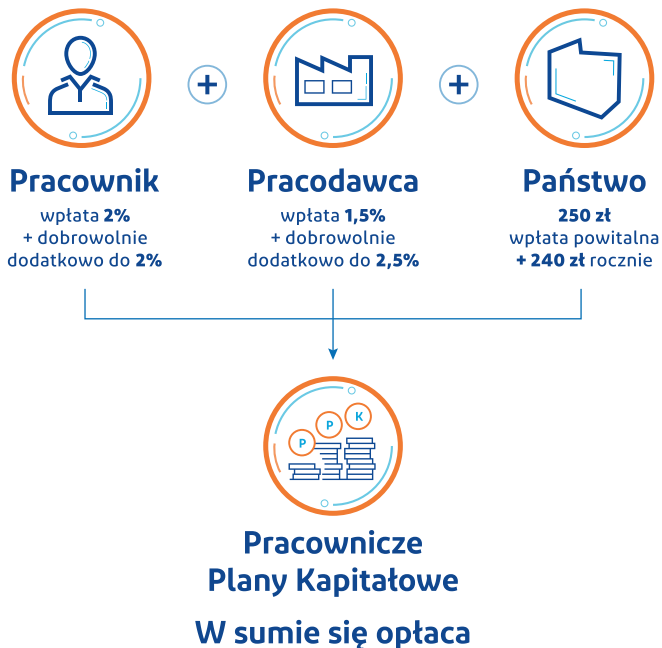 Pracownik
wpłata 2%
+ dobrowolnie
dodatkowo do 2%
+
Pracodawca
wpłata 1,5%
+ dobrowolnie
dodatkowo do 2,5%
+
Państwo
250 zł
wpłata powitalna
+ 240 zł rocznie
P P K
Pracownicze
Plany Kapitałowe
W sumie się opłaca